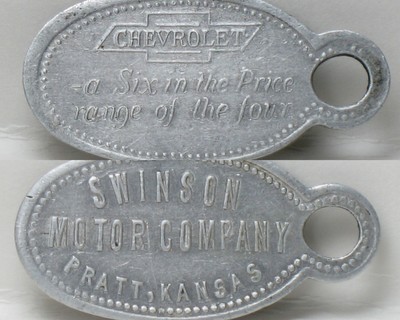 CHEVROLET
-a Six in the Price
range of the four
SWINSON
MOTOR COMPANY
PRATT, KANSAS